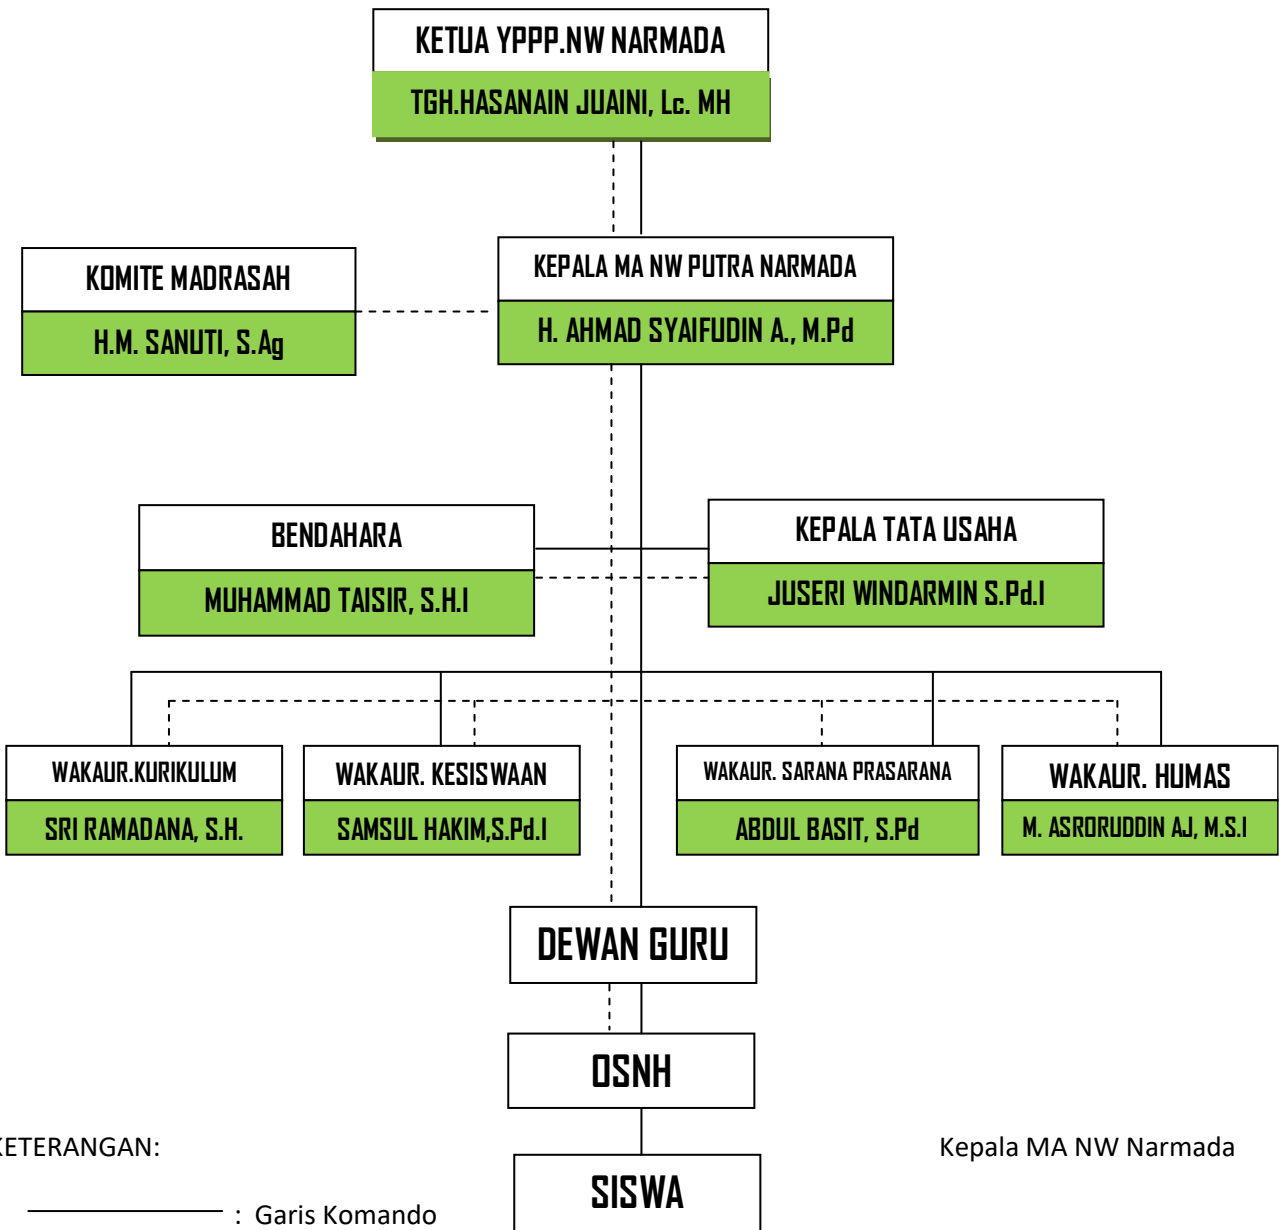 KETUA YPPP.NW NARMADA
TGH.HASANAIN JUAINI, Lc. MH
KOMITE MADRASAH
H.M. SANUTI, S.Ag
KEPALA MA NW PUTRA NARMADA
H. AHMAD SYAIFUDIN A., M.Pd
BENDAHARA
MUHAMMAD TAISIR, S.H.I
KEPALA TATA USAHA
JUSERI WINDARMIN S.Pd.I
WAKAUR.KURIKULUM
SRI RAMADANA, S.H.
WAKAUR. KESISWAAN
SAMSUL HAKIM,S.Pd.I
WAKAUR. SARANA PRASARANA
ABDUL BASIT, S.Pd
WAKAUR. HUMAS
M. ASRORUDDIN AJ, M.S.I
DEWAN GURU
OSNH
SISWA
KETERANGAN:
: Garis Komando
Kepala MA NW Narmada